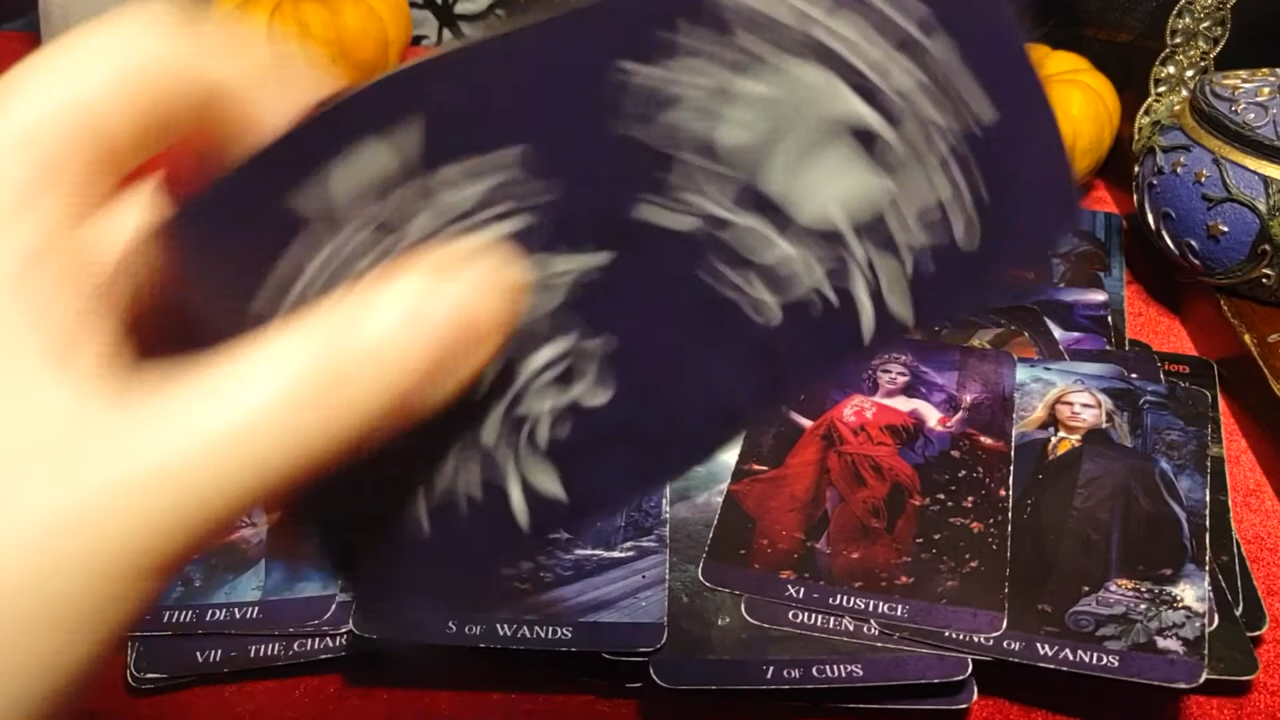 - THE DEVIL
VII - THE CHAR
5 OF WANDS
XI - JUSTICE
QUEEN OF
KING OF WANDS
7 OF CUPS